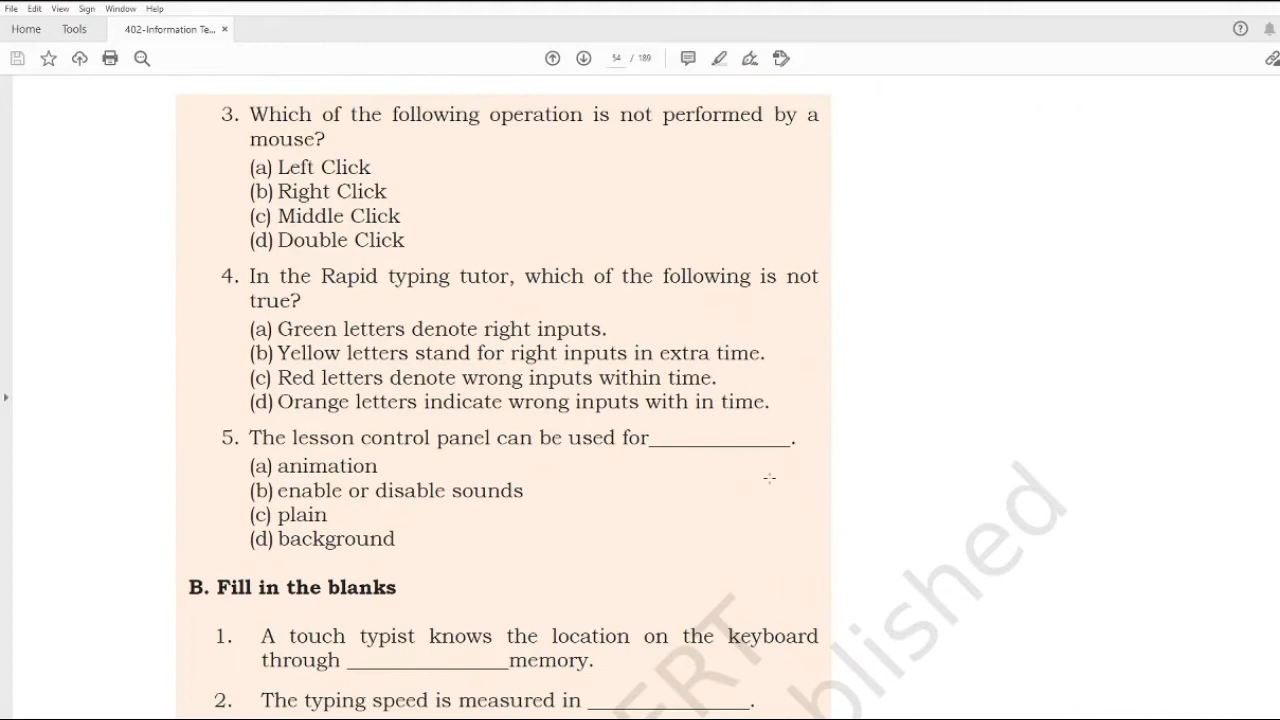 File Edit View Sign Window Help
Home Tools 402-Information Te... ×
54 / 189
3. Which of the following operation is not performed by a
mouse?
(a) Left Click
(b) Right Click
(c) Middle Click
(d) Double Click
4. In the Rapid typing tutor, which of the following is not
true?
(a) Green letters denote right inputs.
(b) Yellow letters stand for right inputs in extra time.
(c) Red letters denote wrong inputs within time.
(d) Orange letters indicate wrong inputs with in time.
5. The lesson control panel can be used for_____________.
(a) animation
(b) enable or disable sounds
(c) plain
(d) background
B. Fill in the blanks
1. A touch typist knows the location on the keyboard
through _______________memory.
2. The typing speed is measured in _______________.